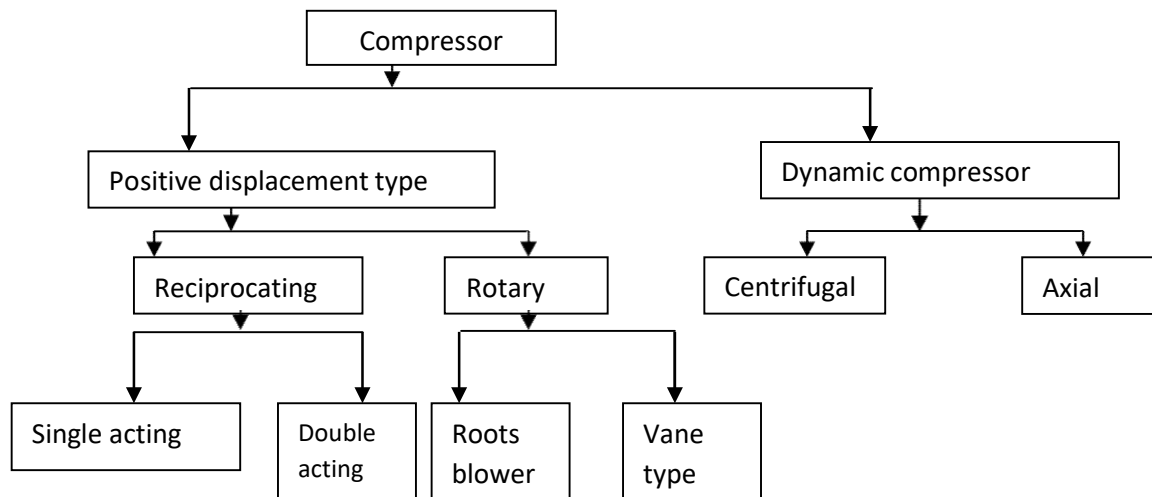 Compressor
Positive displacement type
Dynamic compressor
Reciprocating
Rotary
Centrifugal
Axial
Single acting
Double
acting
Roots
blower
Vane
type